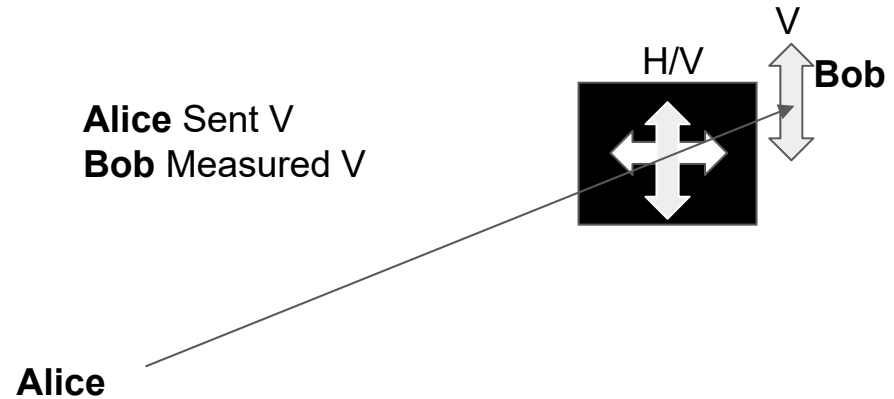 V
H/V
Bob
Alice Sent V
Bob Measured V
Alice